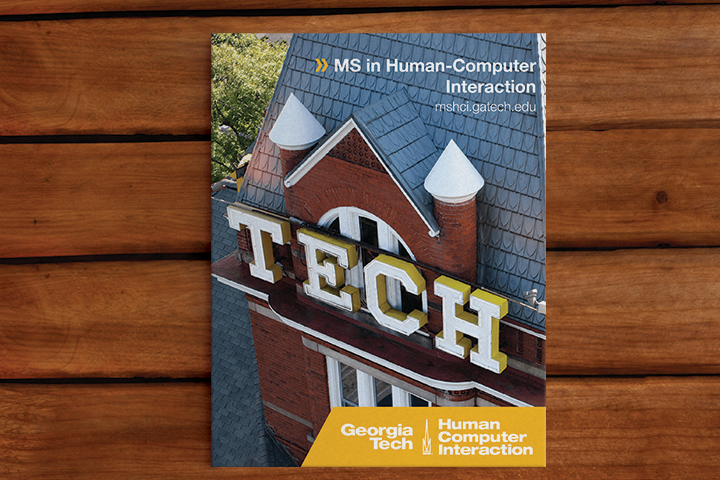 MS in Human-Computer
Interaction
mshci.gatech.edu
TECH
Georgia
Tech
Human
Computer
Interaction